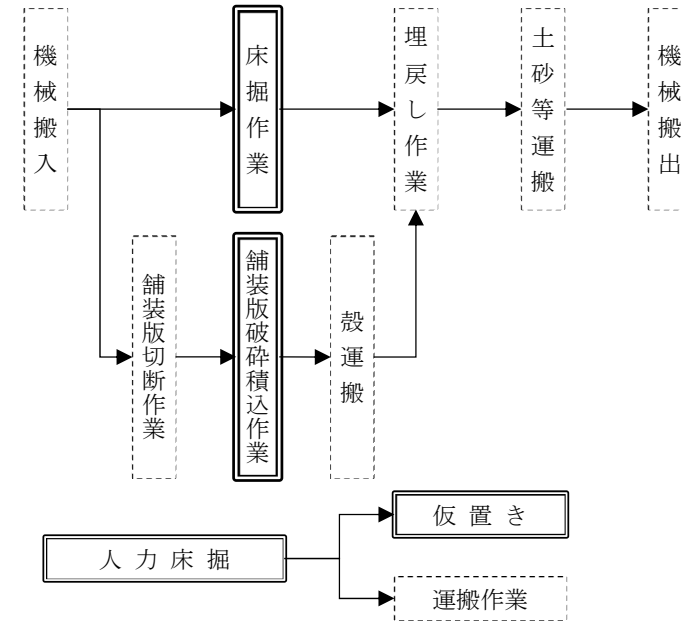 機械搬入
床掘作業
埋戻し作業
土砂等運搬
機械搬出
舗装版切断作業
舗装版破砕積込作業
殻運搬
仮置き
人力床掘
運搬作業